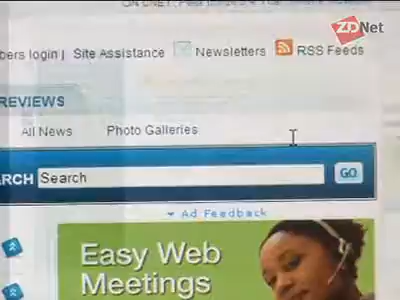 ZDNet
bers login | Site Assistance Newsletters RSS Feeds
REVIEWS
All News Photo Galleries
ARCH Search GO
Ad Feedback
Easy Web
Meetings